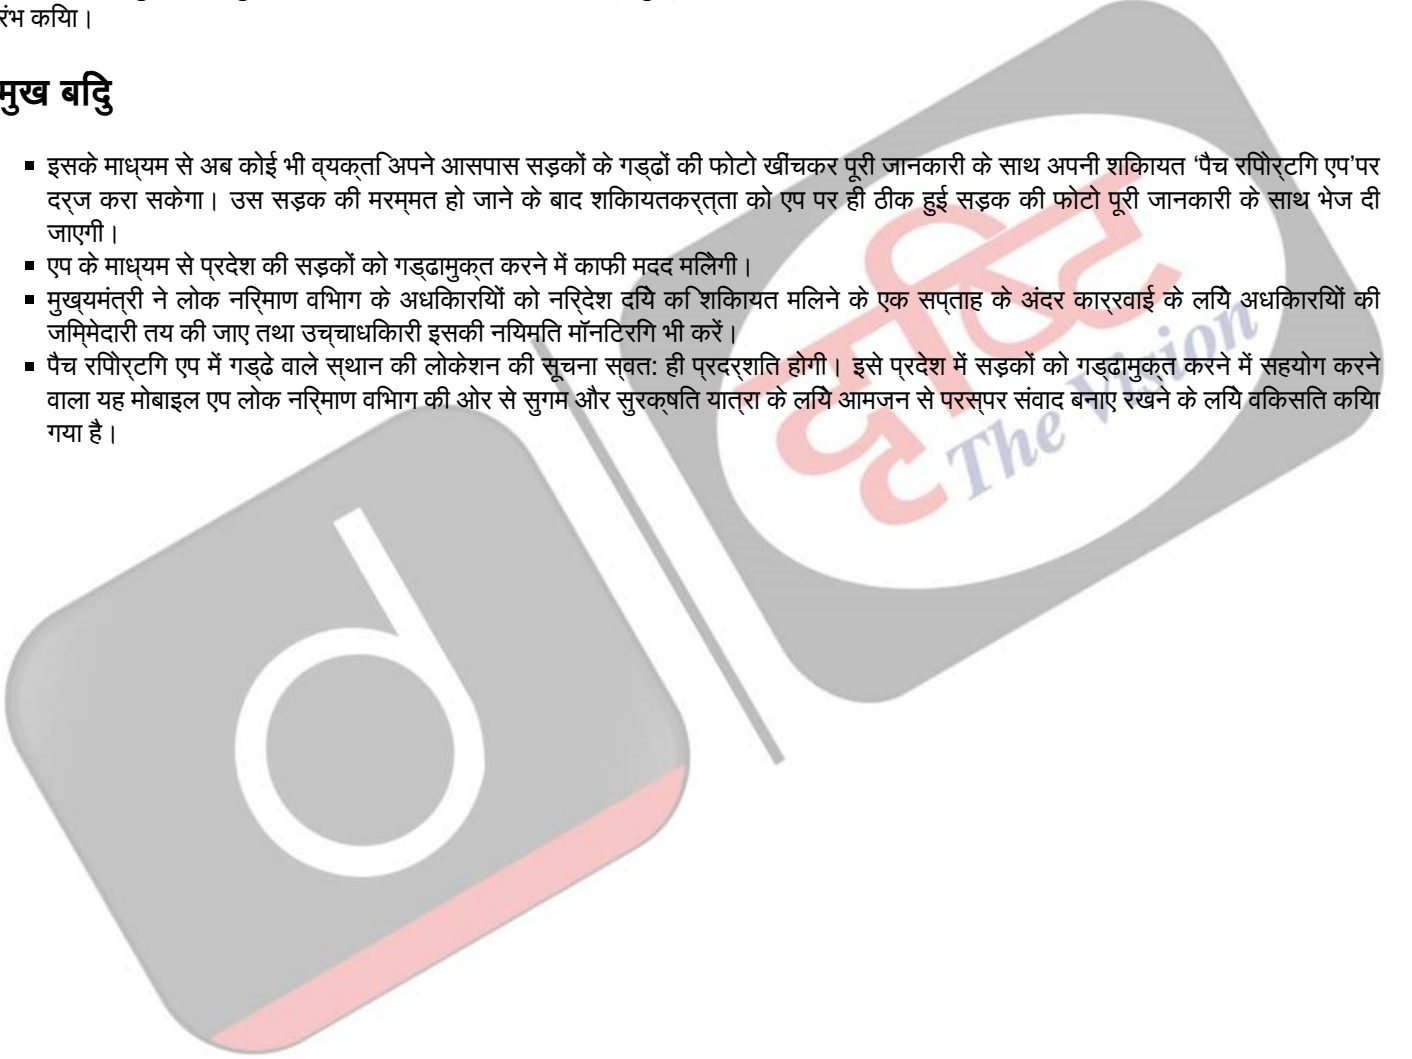 रंभ किया।
मुख बिंदु
▪ इसके माध्यम से अब कोई भी व्यक्ति अपने आसपास सड़कों के गड्ढों की फोटो खींचकर पूरी जानकारी के साथ अपनी शिकायत ‘पैच रिपोर्टिंग एप’पर
दर्ज करा सकेगा। उस सड़क की मरम्मत हो जाने के बाद शिकायतकर्त्ता को एप पर ही ठीक हुई सड़क की फोटो पूरी जानकारी के साथ भेज दी
जाएगी।
▪ एप के माध्यम से प्रदेश की सड़कों को गड्ढामुक्त करने में काफी मदद मिलेगी।
▪ मुख्यमंत्री ने लोक निर्माण विभाग के अधिकारियों को निर्देश दिये कि शिकायत मिलने के एक सप्ताह के अंदर कार्रवाई के लिये अधिकारियों की
जिम्मेदारी तय की जाए तथा उच्चाधिकारी इसकी नियमित मॉनिटरिंग भी करें।
▪ पैच रिपोर्टिंग एप में गड्ढे वाले स्थान की लोकेशन की सूचना स्वत: ही प्रदर्शित होगी। इसे प्रदेश में सड़कों को गड्ढामुक्त करने में सहयोग करने
वाला यह मोबाइल एप लोक निर्माण विभाग की ओर से सुगम और सुरक्षित यात्रा के लिये आमजन से परस्पर संवाद बनाए रखने के लिये विकसित किया
गया है।
दृष्टि
The Vision
d